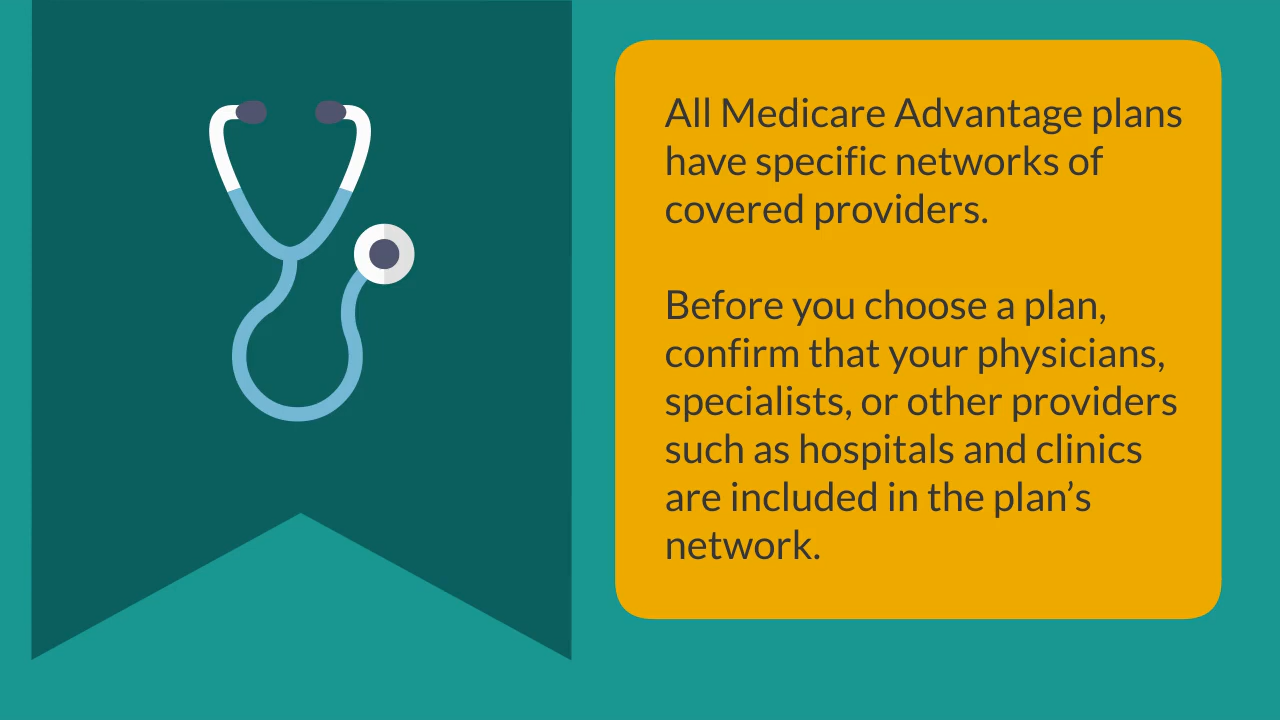 All Medicare Advantage plans
have specific networks of
covered providers.
Before you choose a plan,
confirm that your physicians,
specialists, or other providers
such as hospitals and clinics
are included in the plan’s
network.